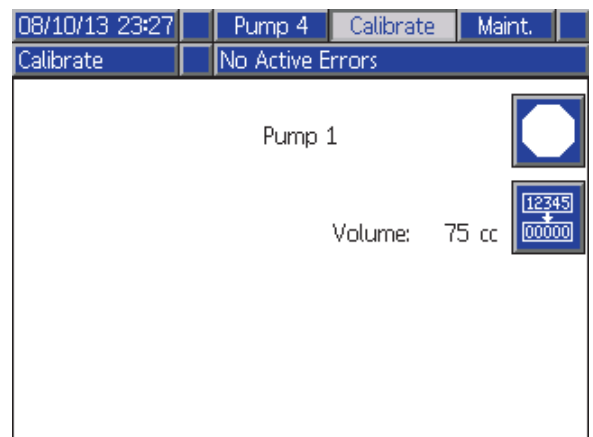 08/10/13 23:27 Pump 4 Calibrate Maint.
Calibrate No Active Errors
Pump 1
12345
Volume: 75 cc
00000